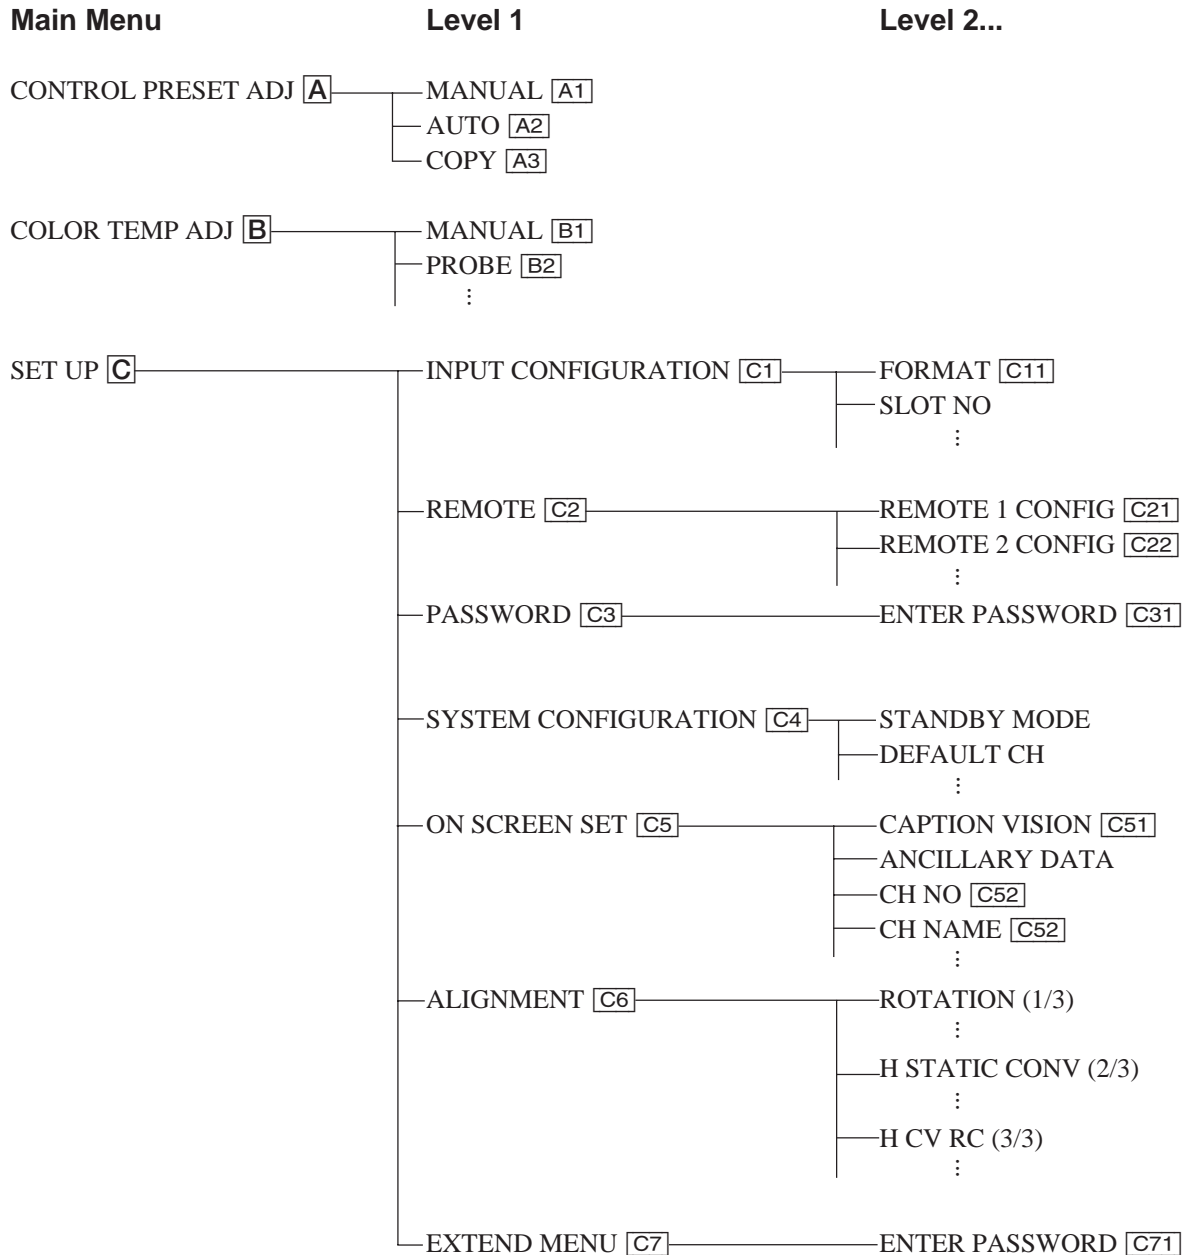 Main Menu Level 1 Level 2...
CONTROL PRESET ADJ A MANUAL A1
AUTO A2
COPY A3
COLOR TEMP ADJ B MANUAL B1
PROBE B2
⋮
SET UP C INPUT CONFIGURATION C1 FORMAT C11
SLOT NO
⋮
REMOTE C2 REMOTE 1 CONFIG C21
REMOTE 2 CONFIG C22
⋮
PASSWORD C3 ENTER PASSWORD C31
SYSTEM CONFIGURATION C4 STANDBY MODE
DEFAULT CH
⋮
ON SCREEN SET C5 CAPTION VISION C51
ANCILLARY DATA
CH NO C52
CH NAME C52
⋮
ALIGNMENT C6 ROTATION (1/3)
⋮
H STATIC CONV (2/3)
⋮
H CV RC (3/3)
⋮
EXTEND MENU C7 ENTER PASSWORD C71